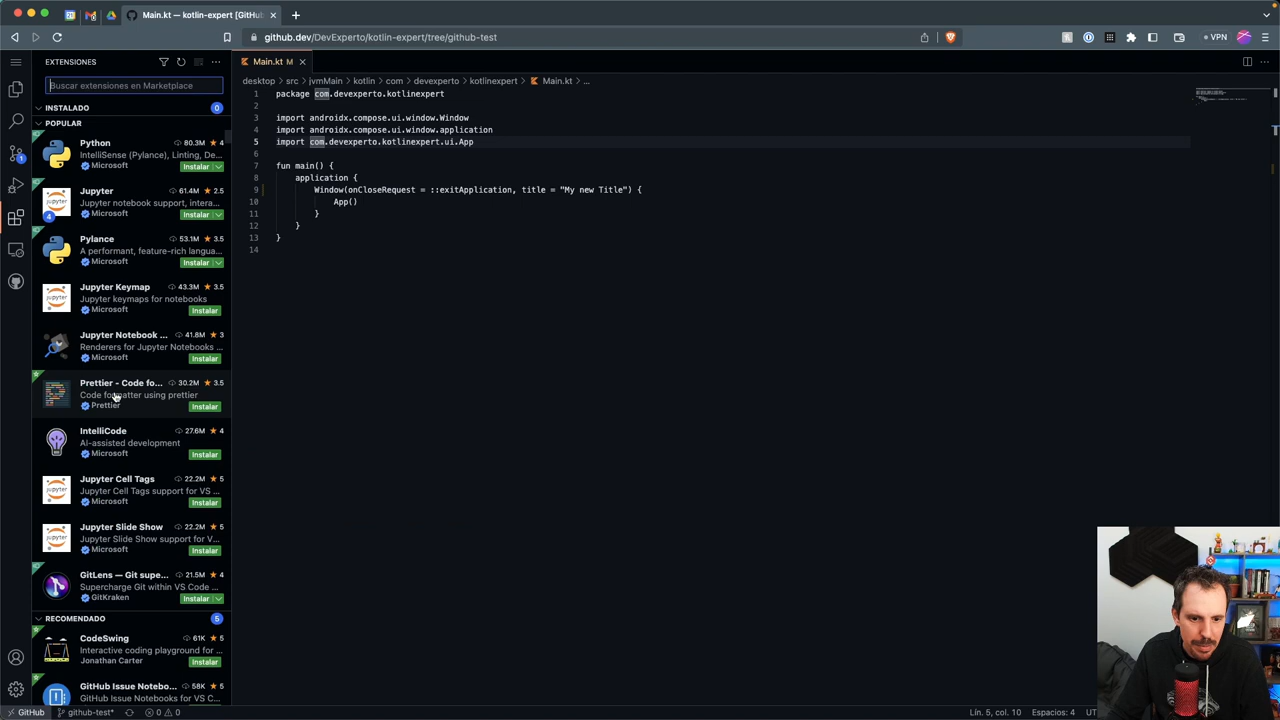 Main.kt — kotlin-expert [GitHub
github.dev/DevExperto/kotlin-expert/tree/github-test
VPN
EXTENSIONES
Buscar extensiones en Marketplace
INSTALADO 0
POPULAR
Python 80.3M 4
IntelliSense (Pylance), Linting, De...
Microsoft Instalar
Jupyter 61.4M 2.5
Jupyter notebook support, intera...
Microsoft Instalar
4
Pylance 53.1M 3.5
A performant, feature-rich langua...
Microsoft Instalar
Jupyter Keymap 43.3M 3.5
Jupyter keymaps for notebooks
Microsoft Instalar
Jupyter Notebook ... 41.8M 3
Renderers for Jupyter Notebooks ...
Microsoft Instalar
Prettier - Code fo... 30.2M 3.5
Code formatter using prettier
Prettier Instalar
IntelliCode 27.6M 4
AI-assisted development
Microsoft Instalar
Jupyter Cell Tags 22.2M 5
Jupyter Cell Tags support for VS ...
Microsoft Instalar
Jupyter Slide Show 22.2M 5
Jupyter Slide Show support for V...
Microsoft Instalar
GitLens — Git supe... 21.5M 4
Supercharge Git within VS Code ...
GitKraken Instalar
RECOMENDADO 5
CodeSwing 61K 5
Interactive coding playground for ...
Jonathan Carter Instalar
GitHub Issue Notebo... 58K 5
GitHub Issue Notebooks for VS C...
Main.kt M
desktop > src > jvmMain > kotlin > com > devexperto > kotlinexpert > Main.kt > ...
1 package com.devexperto.kotlinexpert
2
3 import androidx.compose.ui.window.Window
4 import androidx.compose.ui.window.application
5 import com.devexperto.kotlinexpert.ui.App
6
7 fun main() {
8 application {
9 Window(onCloseRequest = ::exitApplication, title = "My new Title") {
10 App()
11 }
12 }
13 }
14
GitHub github-test* 0 0 Lín. 5, col. 10 Espacios: 4